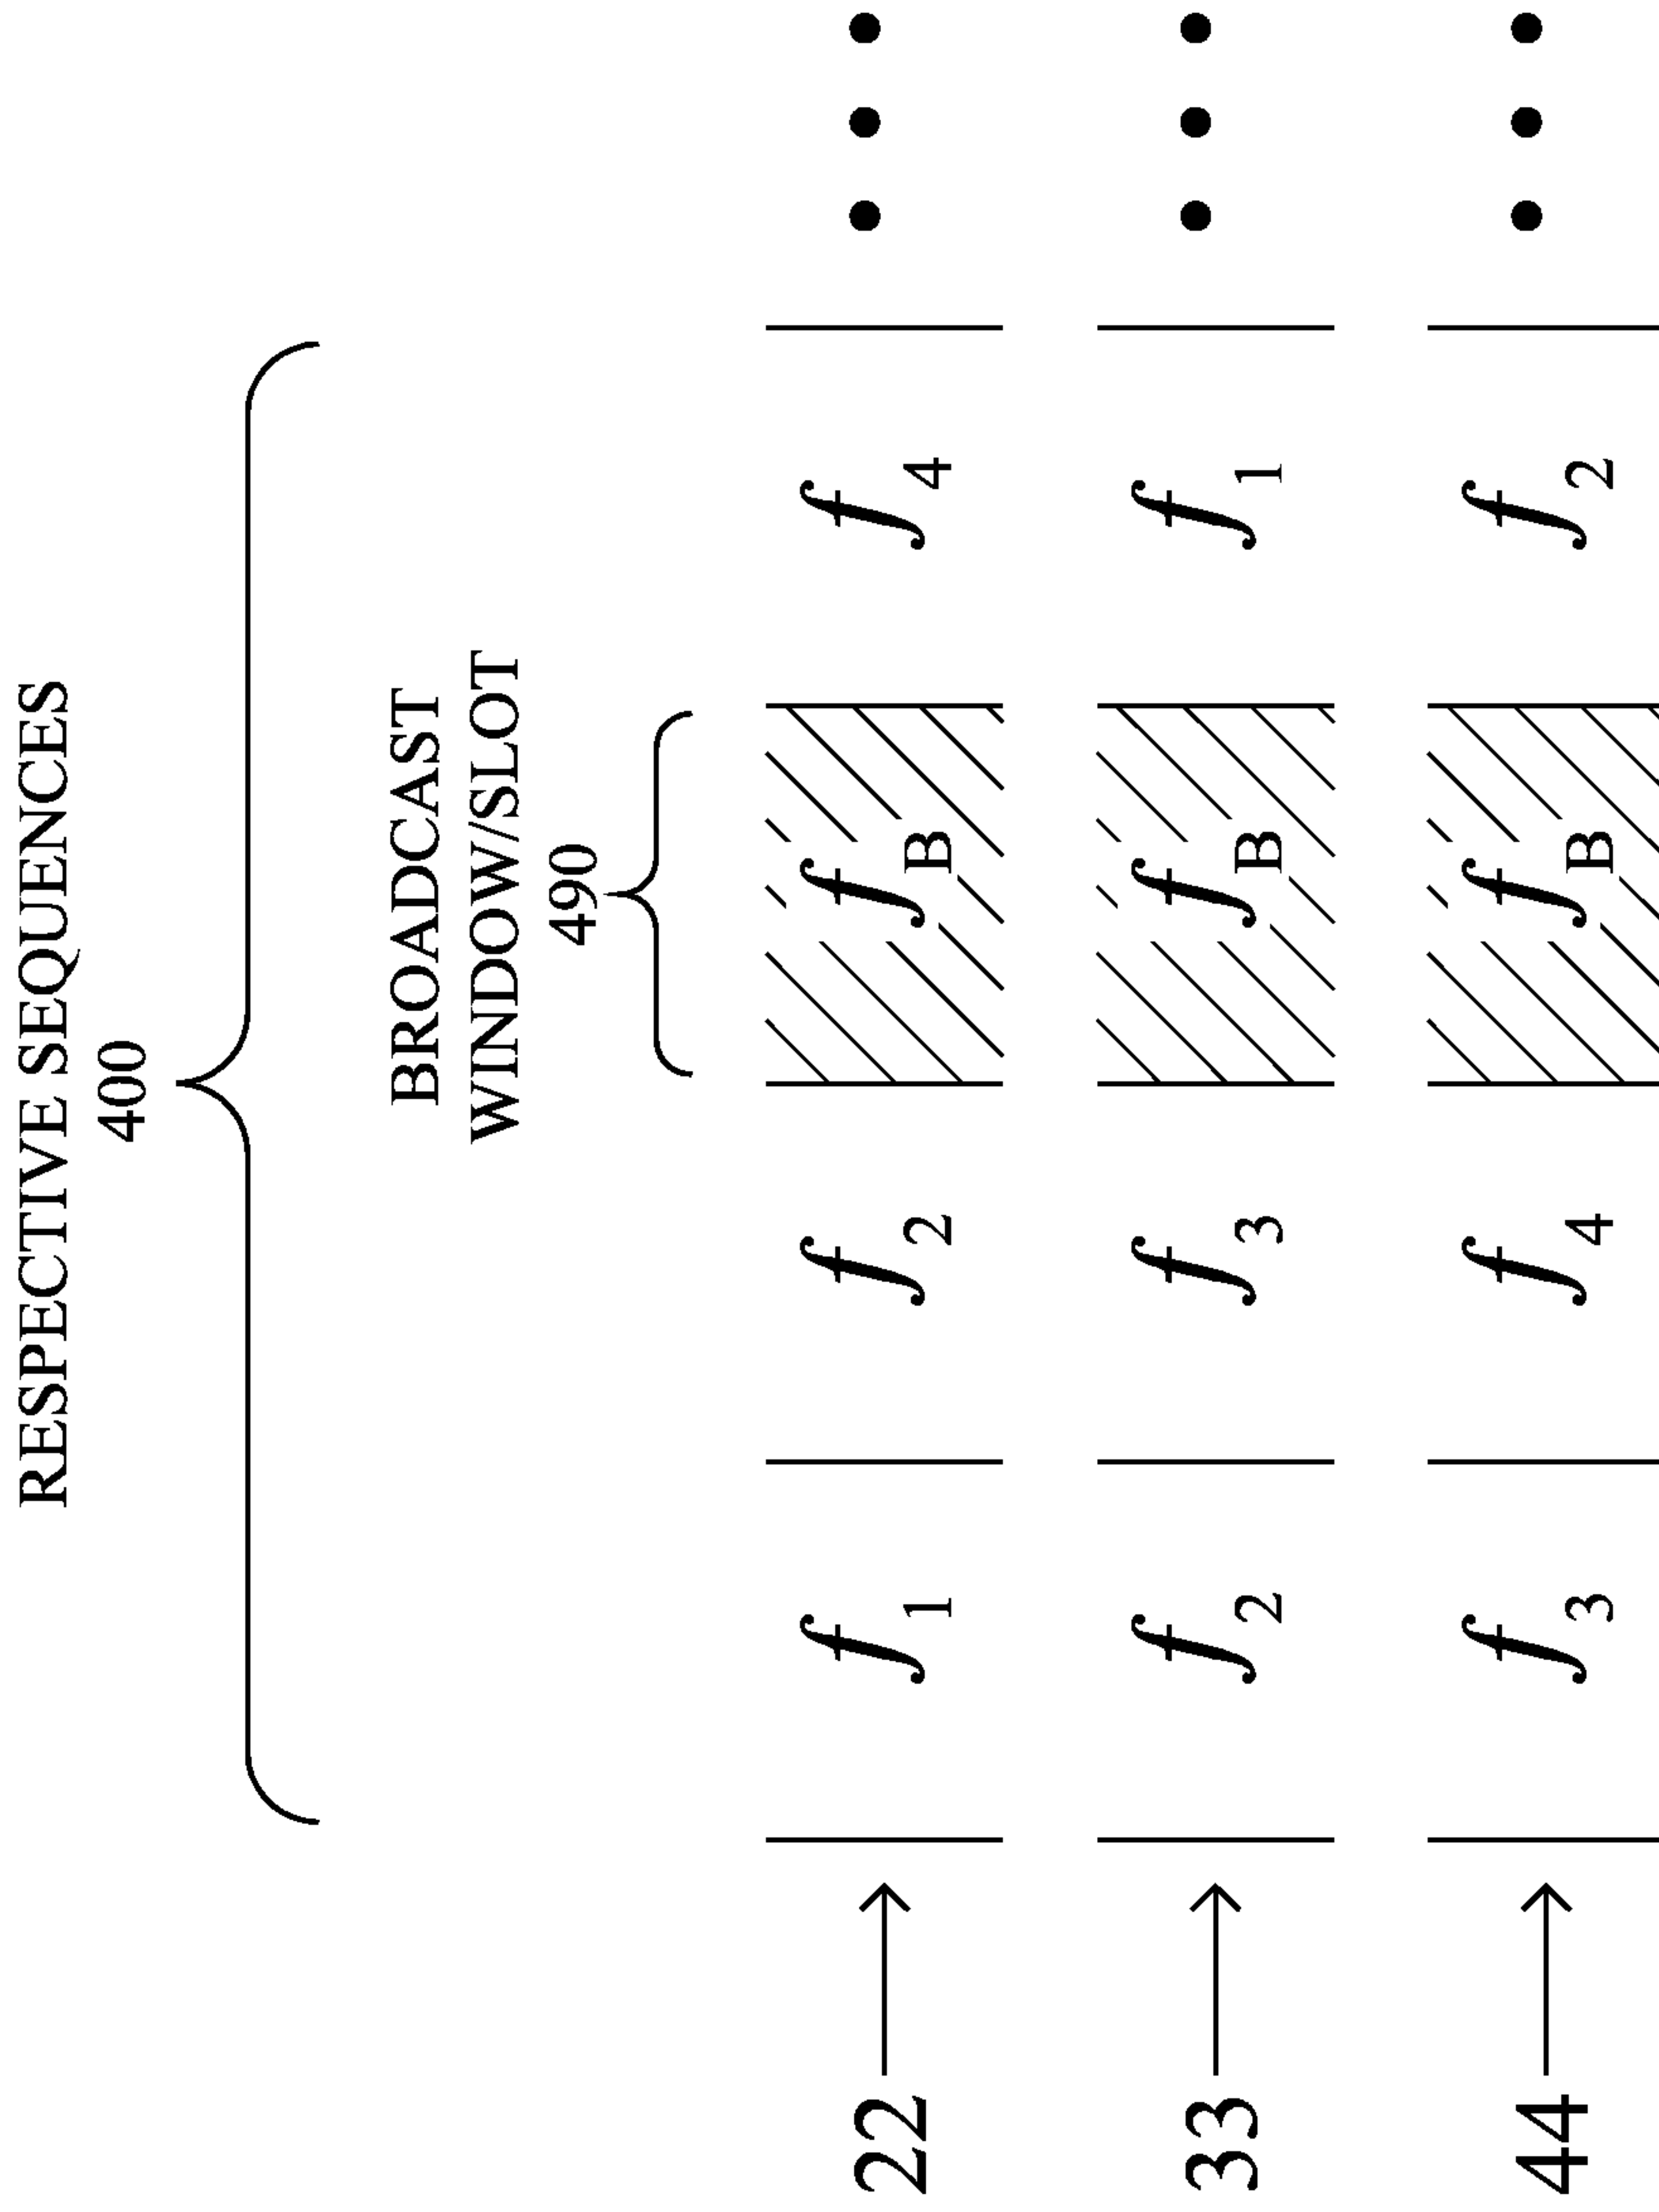 RESPECTIVE SEQUENCES
400
BROADCAST
WINDOW/SLOT
490
22 f1 f2 fB f4
33 f2 f3 fB f1
44 f3 f4 fB f2